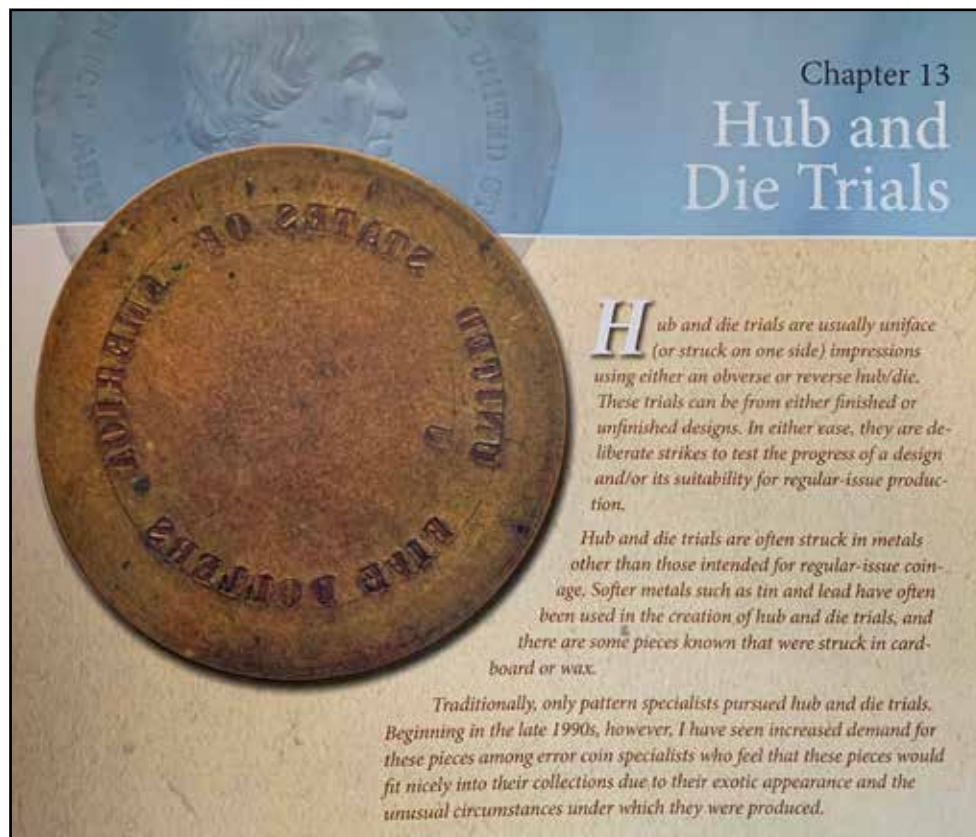 Chapter 13
Hub and
Die Trials
UNITED STATES OF AMERICA
U
FIVE DOLLARS
Hub and die trials are usually uniface
(or struck on one side) impressions
using either an obverse or reverse hub/die.
These trials can be from either finished or
unfinished designs. In either case, they are de-
liberate strikes to test the progress of a design
and/or its suitability for regular-issue produc-
tion.
Hub and die trials are often struck in metals
other than those intended for regular-issue coin-
age. Softer metals such as tin and lead have often
been used in the creation of hub and die trials, and
there are some pieces known that were struck in card-
board or wax.
Traditionally, only pattern specialists pursued hub and die trials.
Beginning in the late 1990s, however, I have seen increased demand for
these pieces among error coin specialists who feel that these pieces would
fit nicely into their collections due to their exotic appearance and the
unusual circumstances under which they were produced.